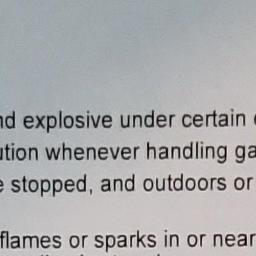 nd explosive under certain
ution whenever handling ga
e stopped, and outdoors or
flames or sparks in or near